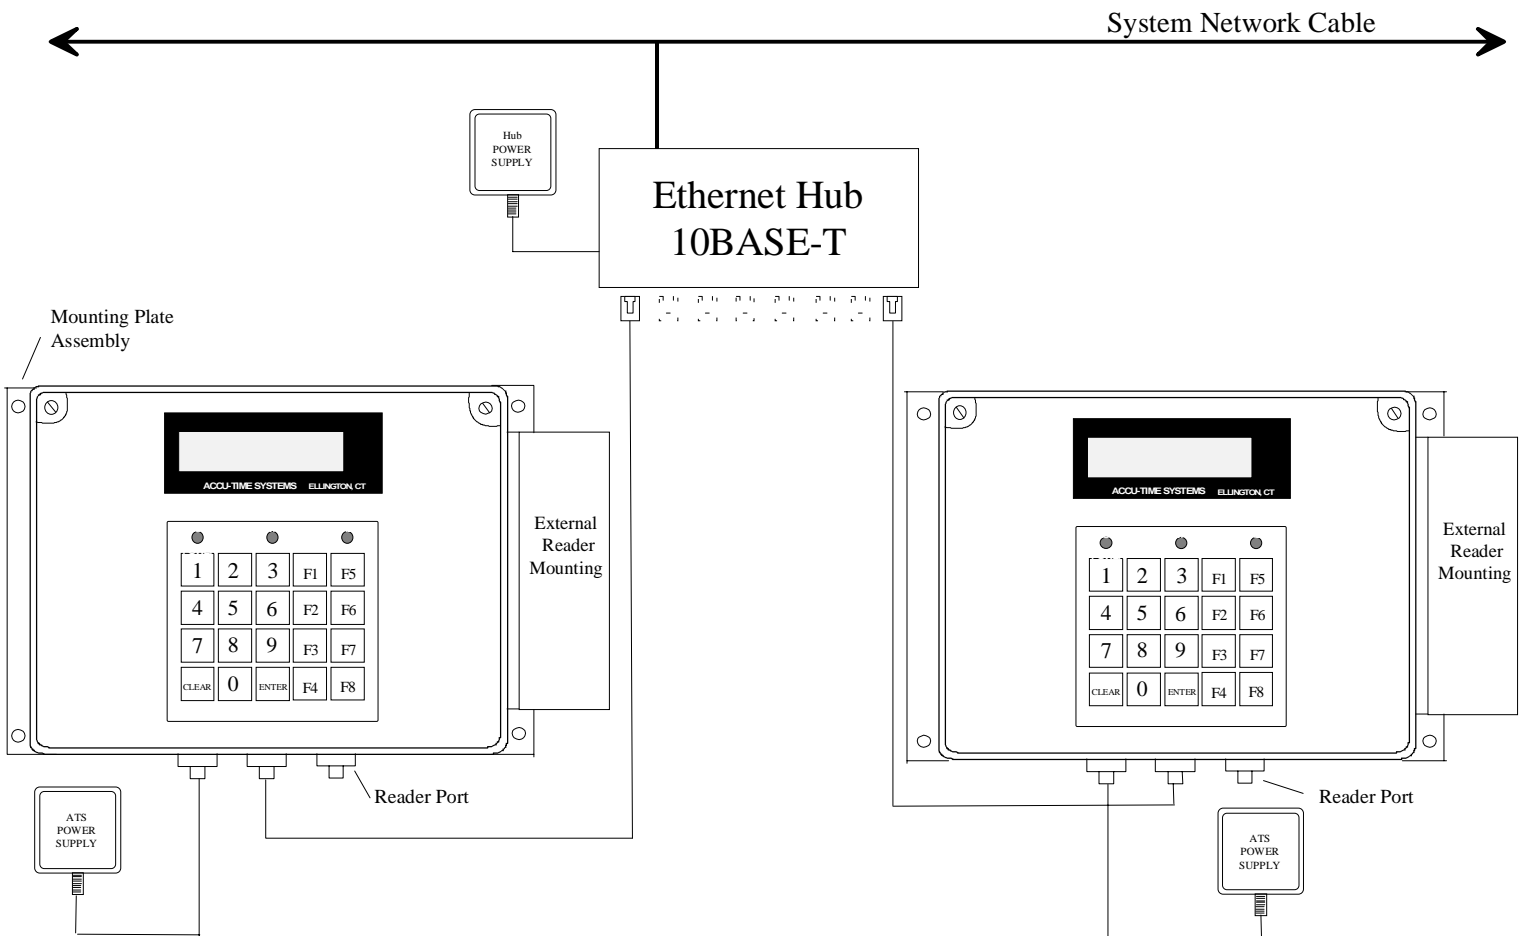 System Network Cable
Hub
POWER
SUPPLY
Ethernet Hub
10BASE-T
Mounting Plate
Assembly
ACCU-TIME SYSTEMS ELLINGTON, CT
1 2 3 F1 F5
4 5 6 F2 F6
7 8 9 F3 F7
CLEAR 0 ENTER F4 F8
External
Reader
Mounting
Reader Port
ATS
POWER
SUPPLY
ACCU-TIME SYSTEMS ELLINGTON, CT
1 2 3 F1 F5
4 5 6 F2 F6
7 8 9 F3 F7
CLEAR 0 ENTER F4 F8
External
Reader
Mounting
Reader Port
ATS
POWER
SUPPLY